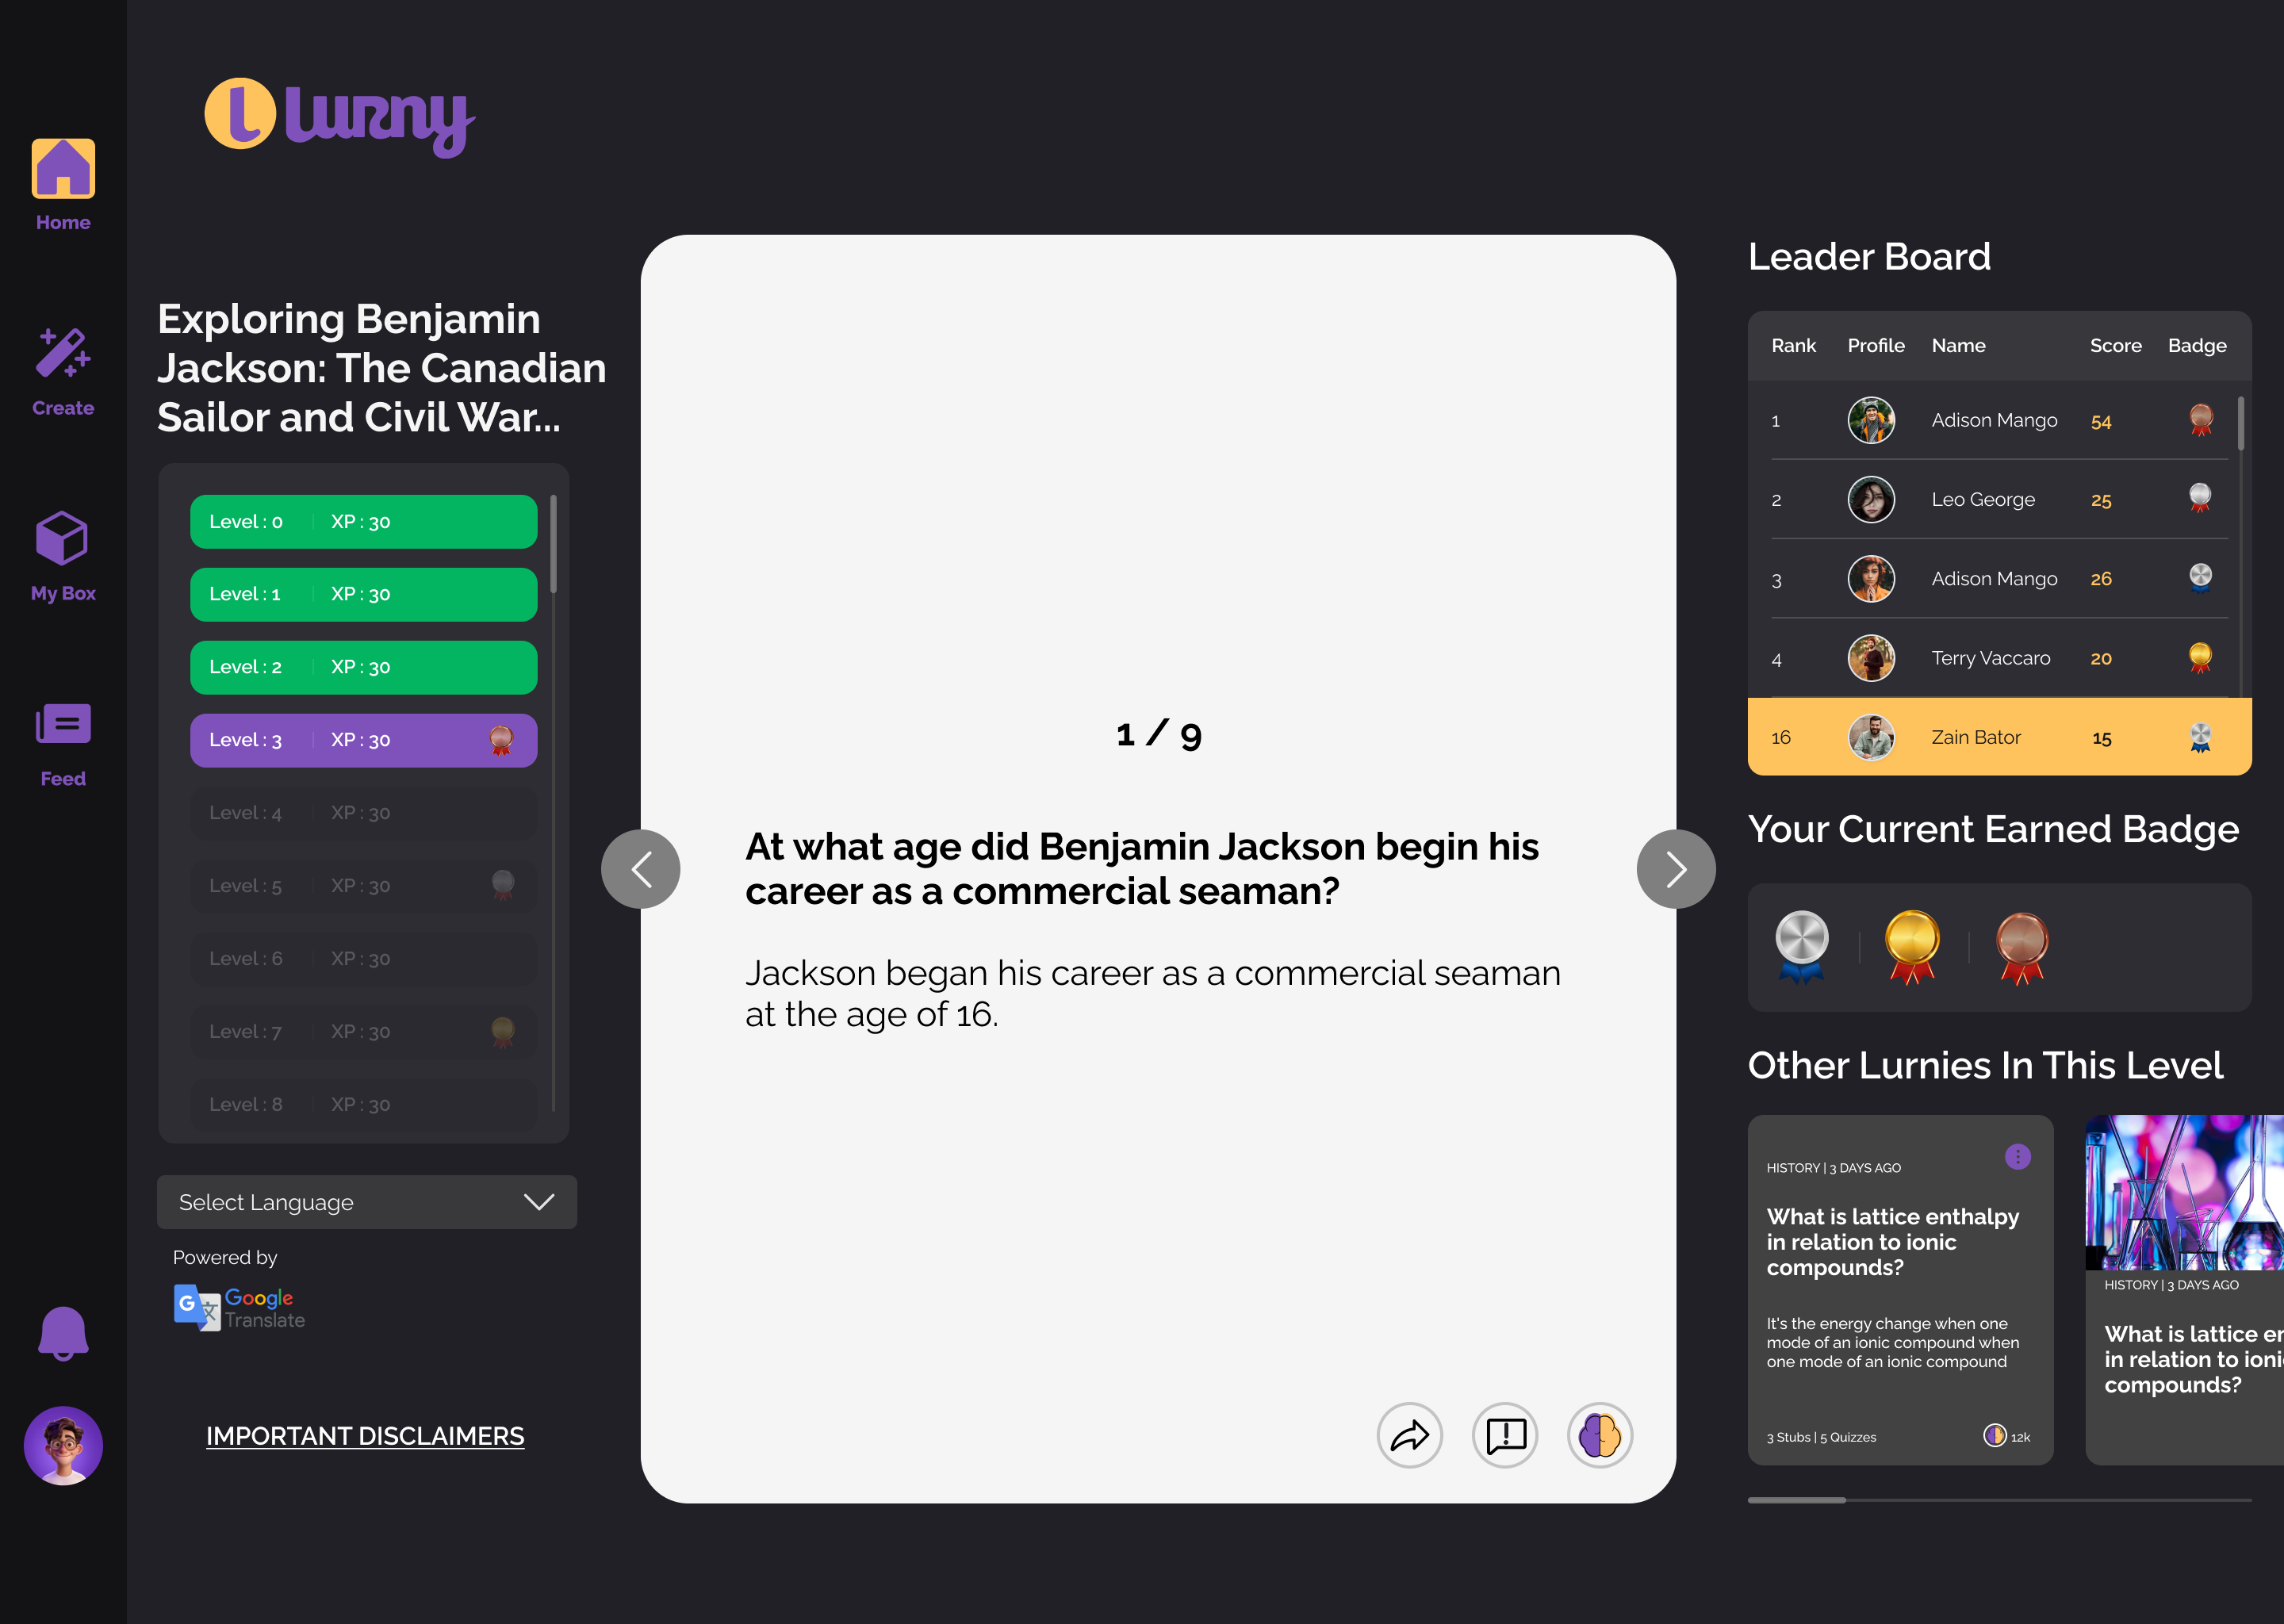 lurny
Home
Create
My Box
Feed
Exploring Benjamin
Jackson: The Canadian
Sailor and Civil War...
Level : 0 XP : 30
Level : 1 XP : 30
Level : 2 XP : 30
Level : 3 XP : 30
Level : 4 XP : 30
Level : 5 XP : 30
Level : 6 XP : 30
Level : 7 XP : 30
Level : 8 XP : 30
Select Language
Powered by
Google
Translate
IMPORTANT DISCLAIMERS
1 / 9
At what age did Benjamin Jackson begin his
career as a commercial seaman?
Jackson began his career as a commercial seaman
at the age of 16.
Leader Board
Rank Profile Name Score Badge
1 Adison Mango 54
2 Leo George 25
3 Adison Mango 26
4 Terry Vaccaro 20
16 Zain Bator 15
Your Current Earned Badge
Other Lurnies In This Level
HISTORY | 3 DAYS AGO
What is lattice enthalpy
in relation to ionic
compounds?
It's the energy change when one
mode of an ionic compound when
one mode of an ionic compound
3 Stubs | 5 Quizzes 12k
HISTORY | 3 DAYS AGO
What is lattice er
in relation to ioni
compounds?